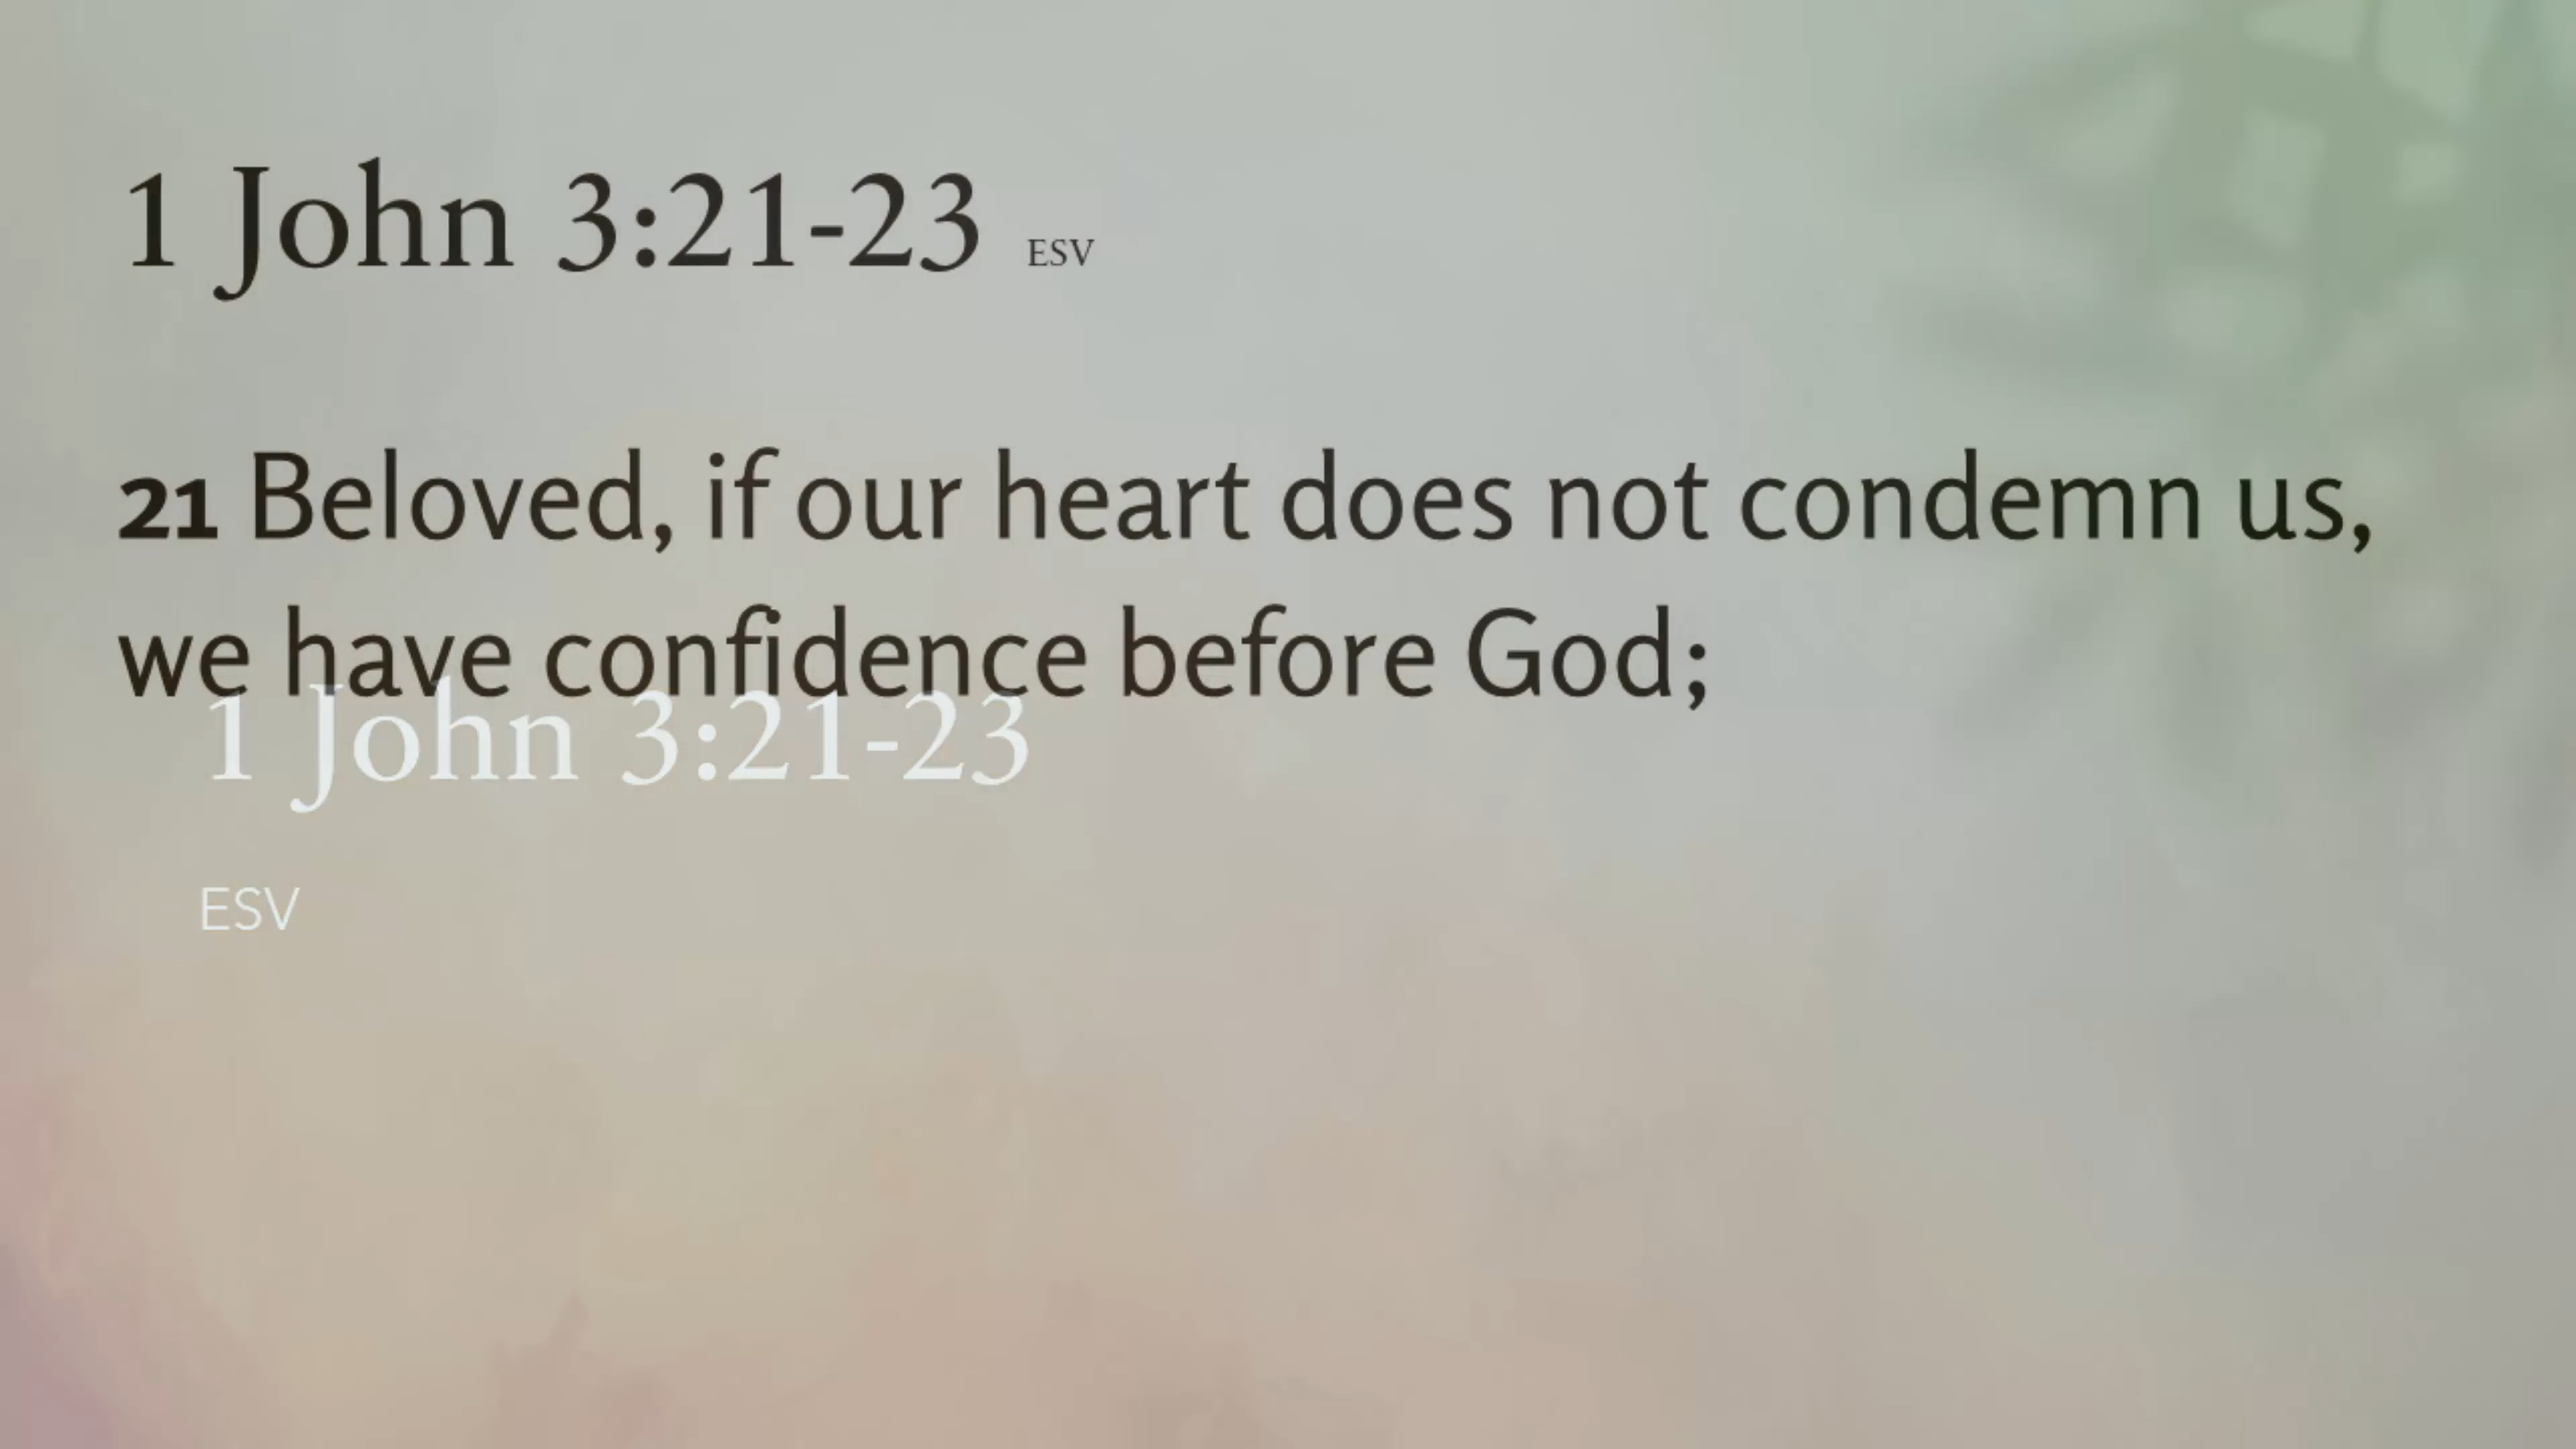 1 John 3:21-23 ESV
21 Beloved, if our heart does not condemn us,
we have confidence before God;
1 John 3:21-23
ESV